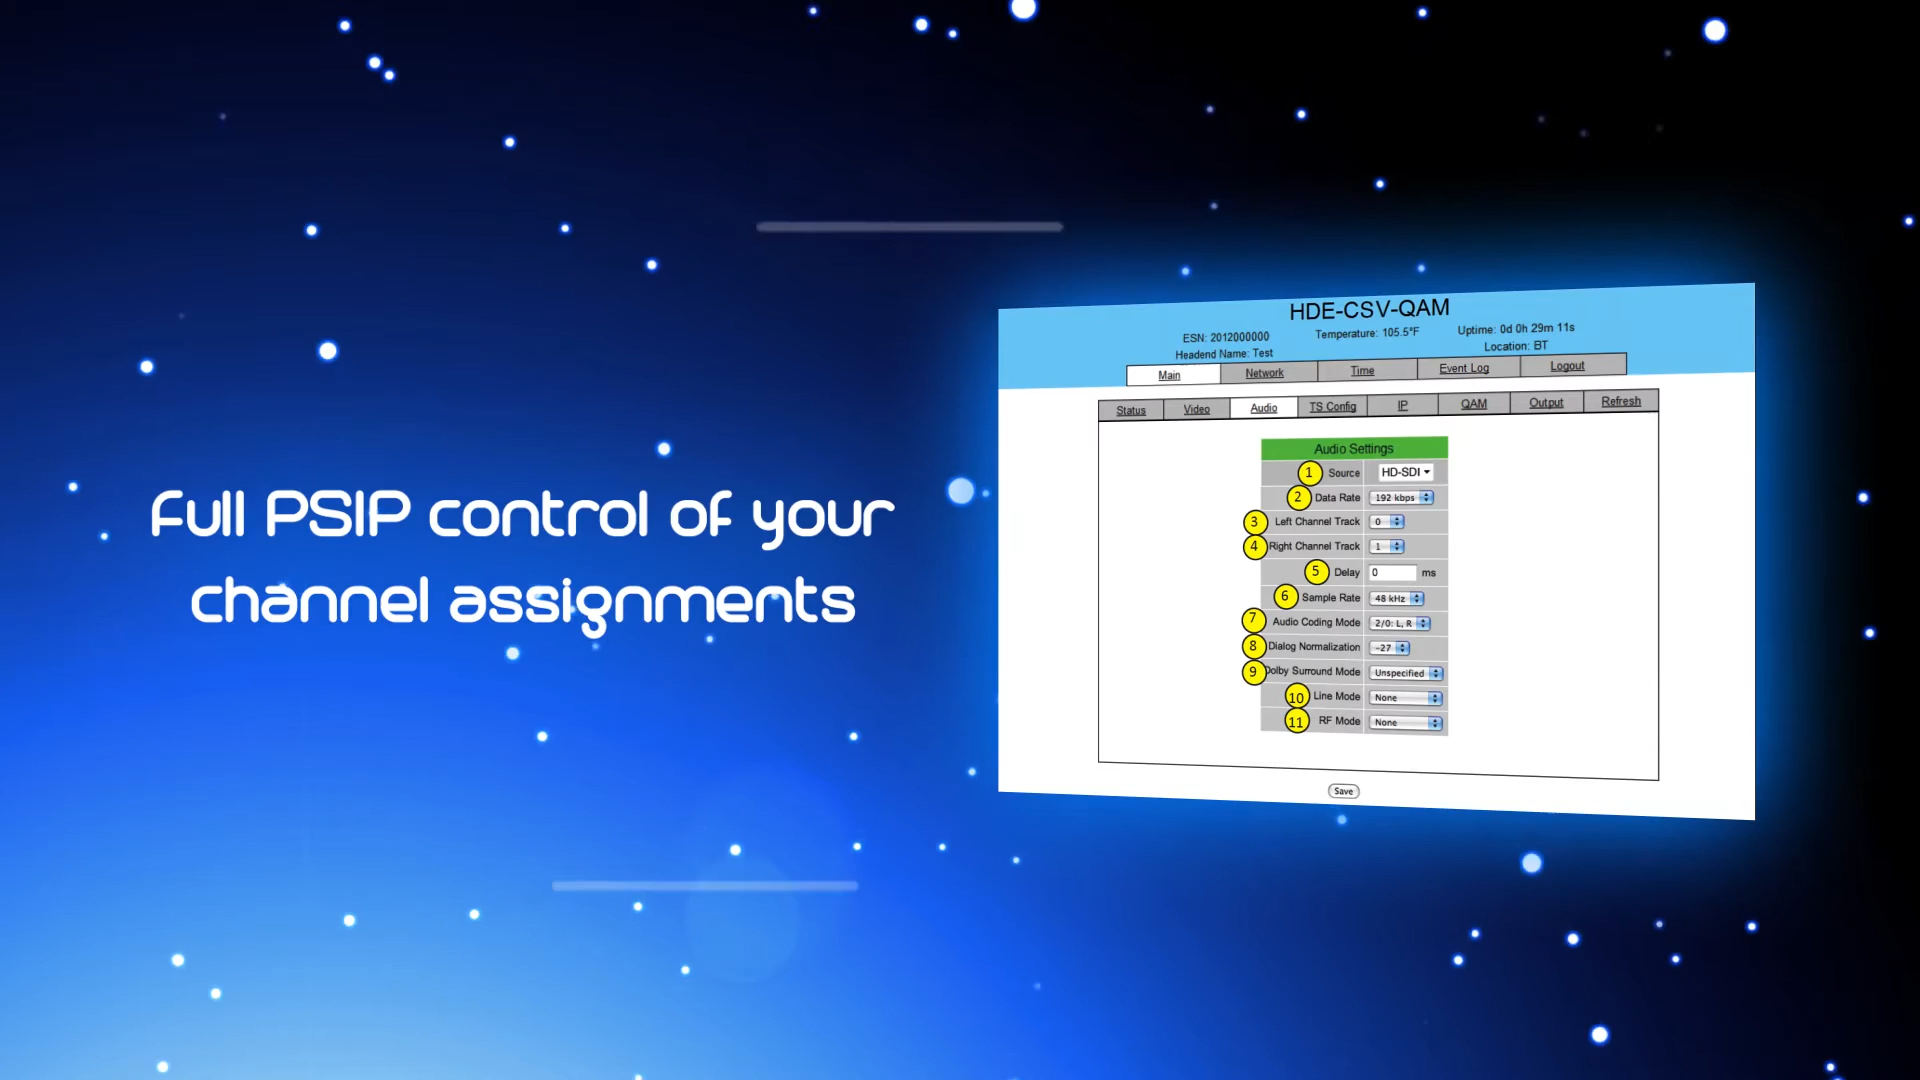 Full PSIP control of your
channel assignments
HDE-CSV-QAM
ESN: 2012000000 Temperature: 105.5°F Uptime: 0d 0h 29m 11s
Headend Name: Test Location: BT
Main Network Time Event Log Logout
Status Video Audio TS Config IP QAM Output Refresh
Audio Settings
1 Source HD-SDI
2 Data Rate 192 kbps
3 Left Channel Track 0
4 Right Channel Track 1
5 Delay 0 ms
6 Sample Rate 48 kHz
7 Audio Coding Mode 2/0: L, R
8 Dialog Normalization -27
9 Dolby Surround Mode Unspecified
10 Line Mode None
11 RF Mode None
Save